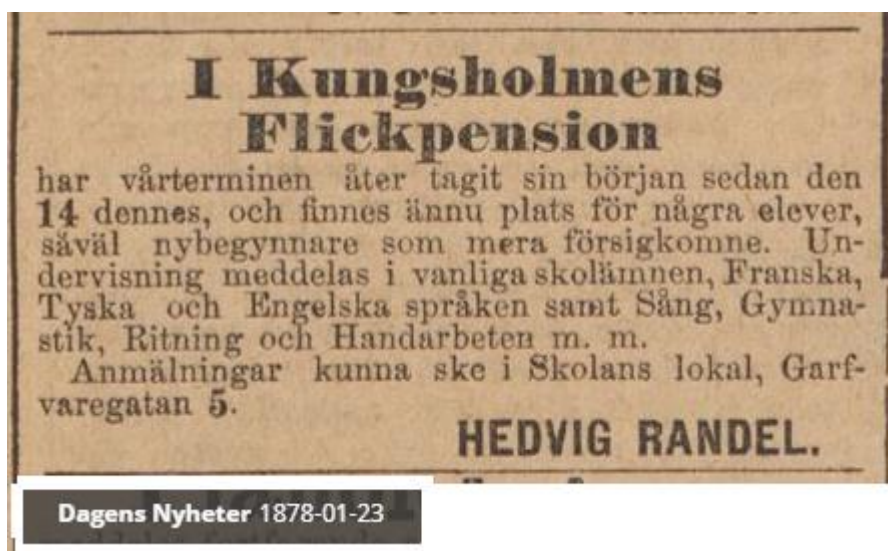 I Kungsholmens
Flickpension
har vårterminen åter tagit sin början sedan den
14 dennes, och finnes ännu plats för några elever,
såväl nybegynnare som mera försigkomne. Un-
dervisning meddelas i vanliga skolämnen, Franska,
Tyska och Engelska språken samt Sång, Gymna-
stik, Ritning och Handarbeten m. m.
Anmälningar kunna ske i Skolans lokal, Garf-
varegatan 5.
HEDVIG RANDEL.
Dagens Nyheter 1878-01-23